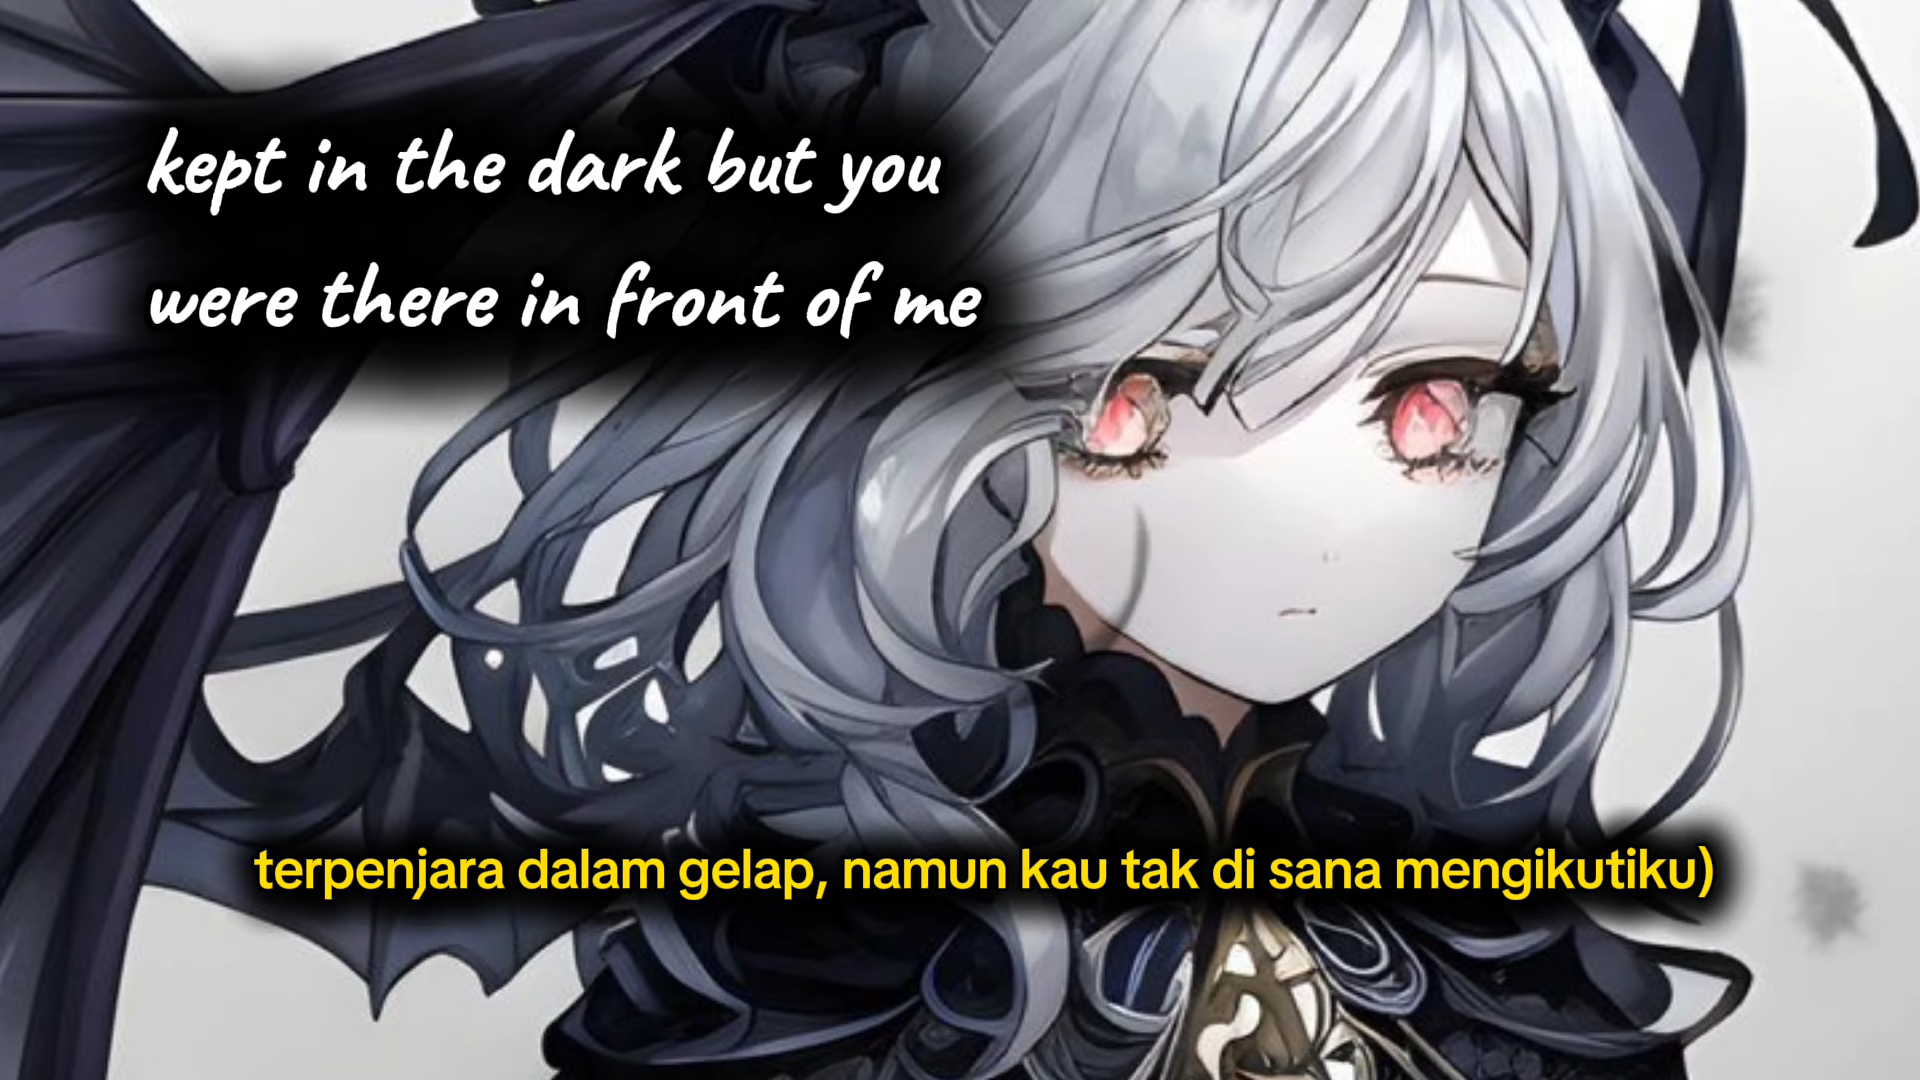 kept in the dark but you
were there in front of me
terpenjara dalam gelap, namun kau tak di sana mengikutiku)